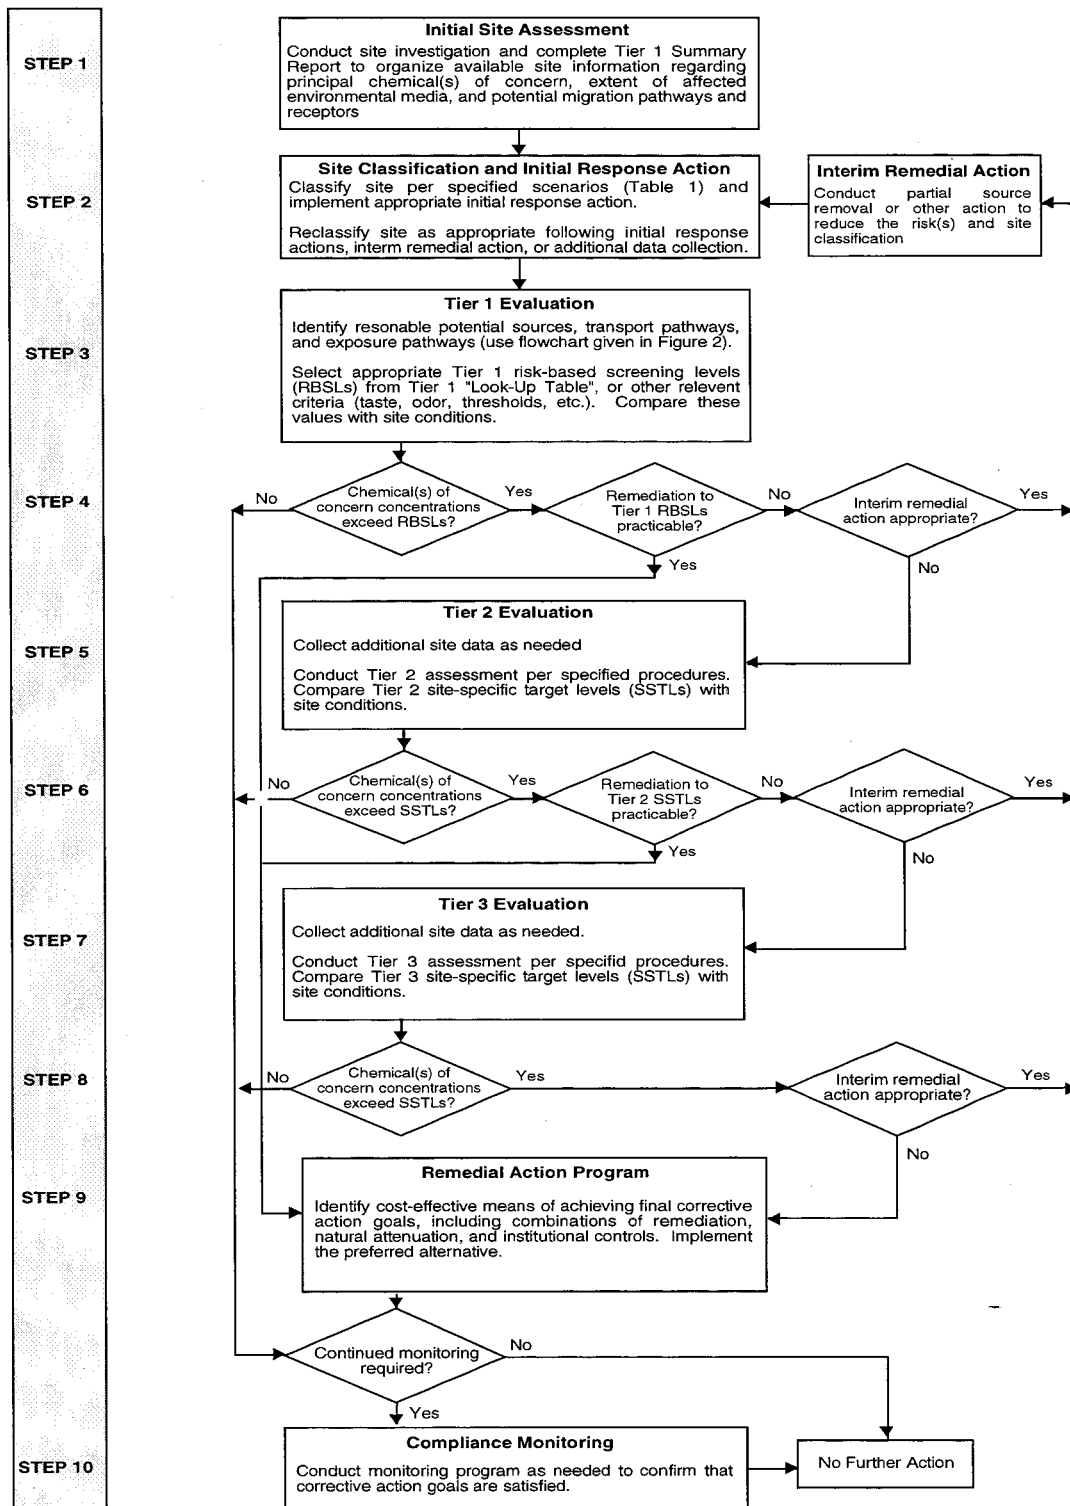 STEP 1
Initial Site Assessment
Conduct site investigation and complete Tier 1 Summary
Report to organize available site information regarding
principal chemical(s) of concern, extent of affected
environmental media, and potential migration pathways and
receptors
STEP 2
Site Classification and Initial Response Action
Classify site per specified scenarios (Table 1) and
implement appropriate initial response action.
Reclassify site as appropriate following initial response
actions, interm remedial action, or additional data collection.
Interim Remedial Action
Conduct partial source
removal or other action to
reduce the risk(s) and site
classification
STEP 3
Tier 1 Evaluation
Identify resonable potential sources, transport pathways,
and exposure pathways (use flowchart given in Figure 2).
Select appropriate Tier 1 risk-based screening levels
(RBSLs) from Tier 1 "Look-Up Table", or other relevent
criteria (taste, odor, thresholds, etc.). Compare these
values with site conditions.
STEP 4
No
Chemical(s) of
concern concentrations
exceed RBSLs?
Yes
Remediation to
Tier 1 RBSLs
practicable?
No
Interim remedial
action appropriate?
Yes
Yes
No
STEP 5
Tier 2 Evaluation
Collect additional site data as needed
Conduct Tier 2 assessment per specified procedures.
Compare Tier 2 site-specific target levels (SSTLs) with
site conditions.
STEP 6
No
Chemical(s) of
concern concentrations
exceed SSTLs?
Yes
Remediation to
Tier 2 SSTLs
practicable?
No
Interim remedial
action appropriate?
Yes
Yes
No
STEP 7
Tier 3 Evaluation
Collect additional site data as needed.
Conduct Tier 3 assessment per specifid procedures.
Compare Tier 3 site-specific target levels (SSTLs) with
site conditions.
STEP 8
No
Chemical(s) of
concern concentrations
exceed SSTLs?
Yes
Interim remedial
action appropriate?
Yes
No
STEP 9
Remedial Action Program
Identify cost-effective means of achieving final corrective
action goals, including combinations of remediation,
natural attenuation, and institutional controls. Implement
the preferred alternative.
Continued monitoring
required?
No
Yes
STEP 10
Compliance Monitoring
Conduct monitoring program as needed to confirm that
corrective action goals are satisfied.
No Further Action